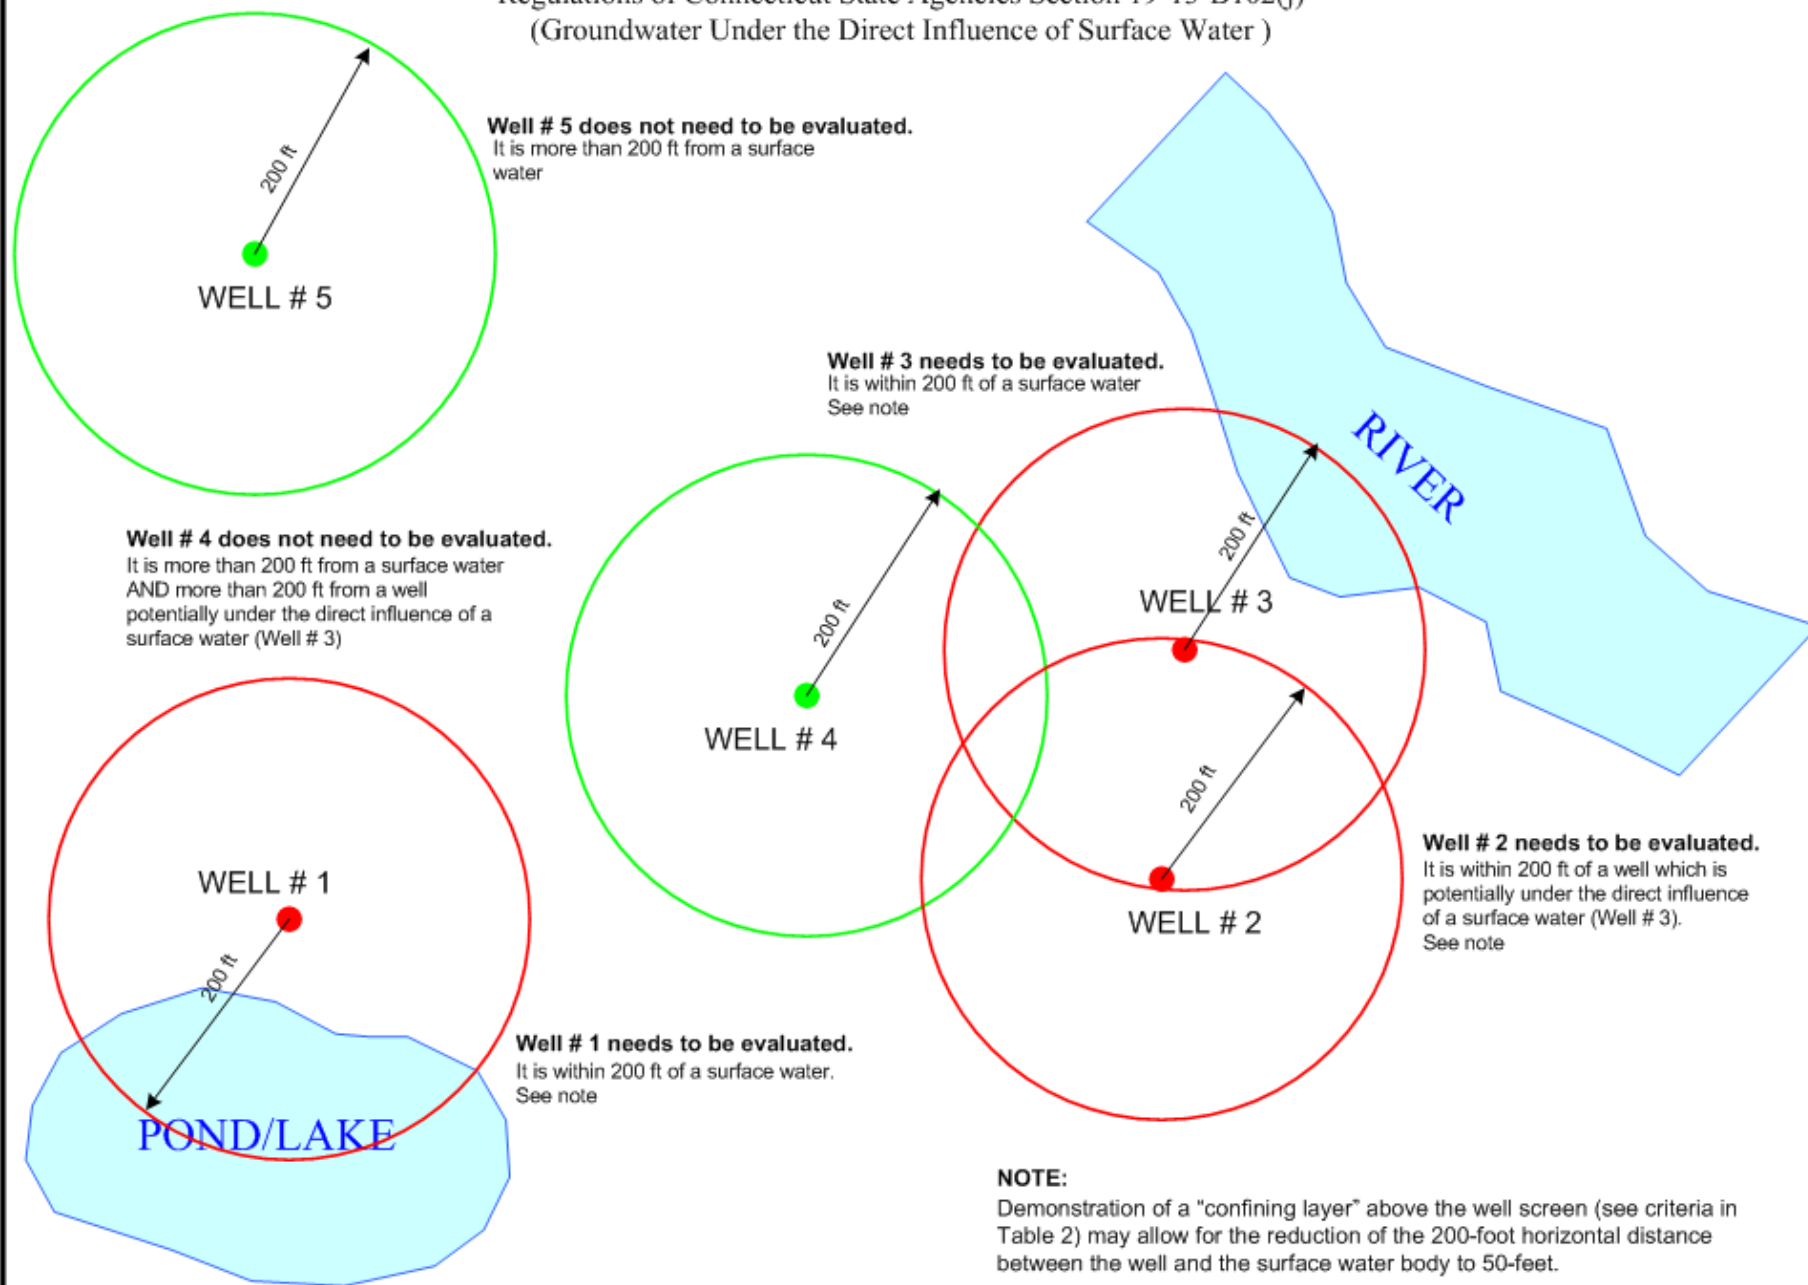 Regulations of Connecticut State Agencies Section 19-13-B102(j)
(Groundwater Under the Direct Influence of Surface Water )
200 ft
WELL # 5
Well # 5 does not need to be evaluated.
It is more than 200 ft from a surface
water
Well # 3 needs to be evaluated.
It is within 200 ft of a surface water
See note
RIVER
200 ft
WELL # 3
Well # 4 does not need to be evaluated.
It is more than 200 ft from a surface water
AND more than 200 ft from a well
potentially under the direct influence of a
surface water (Well # 3)
200 ft
WELL # 4
200 ft
WELL # 2
Well # 2 needs to be evaluated.
It is within 200 ft of a well which is
potentially under the direct influence
of a surface water (Well # 3).
See note
WELL # 1
200 ft
POND/LAKE
Well # 1 needs to be evaluated.
It is within 200 ft of a surface water.
See note
NOTE:
Demonstration of a “confining layer” above the well screen (see criteria in
Table 2) may allow for the reduction of the 200-foot horizontal distance
between the well and the surface water body to 50-feet.